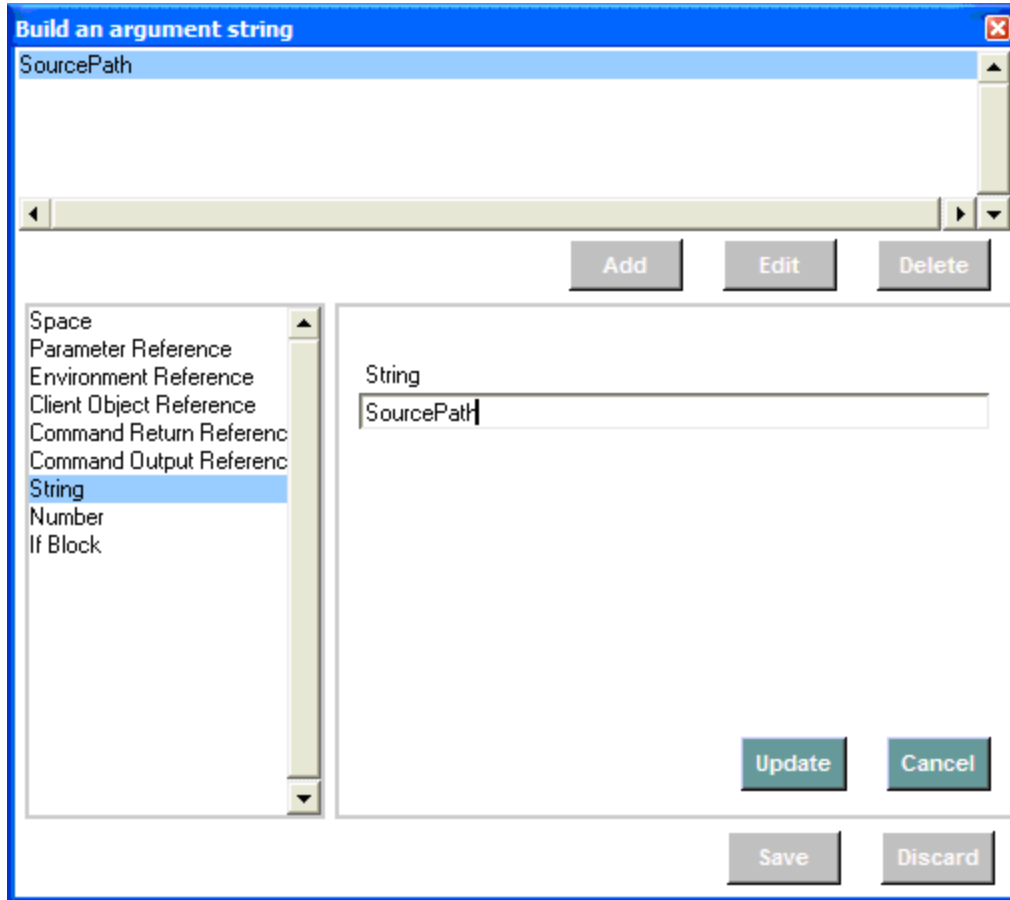 Build an argument string
SourcePath
Add Edit Delete
Space
Parameter Reference
Environment Reference
Client Object Reference
Command Return Referenc
Command Output Referenc
String
Number
If Block
String
SourcePath
Update Cancel
Save Discard